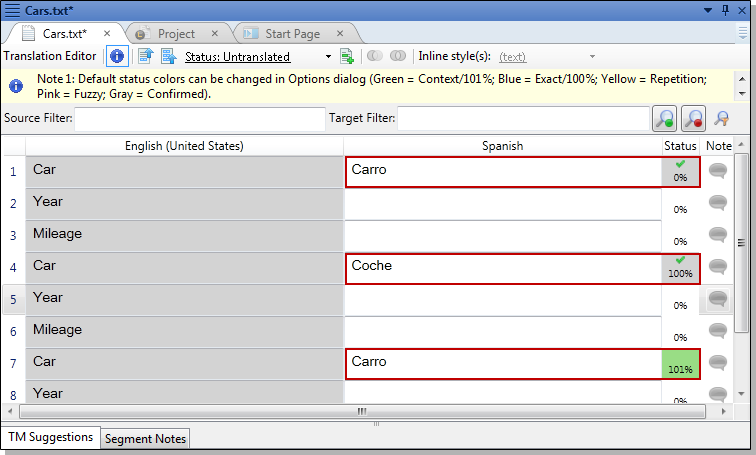 Cars.txt*
Cars.txt* Project Start Page
Translation Editor Status: Untranslated Inline style(s): (text)
Note 1: Default status colors can be changed in Options dialog (Green = Context/101%; Blue = Exact/100%; Yellow = Repetition;
Pink = Fuzzy; Gray = Confirmed).
Source Filter: Target Filter:
English (United States) Spanish Status Note
1 Car Carro 0%
2 Year 0%
3 Mileage 0%
4 Car Coche 100%
5 Year 0%
6 Mileage 0%
7 Car Carro 101%
8 Year 0%
TM Suggestions Segment Notes